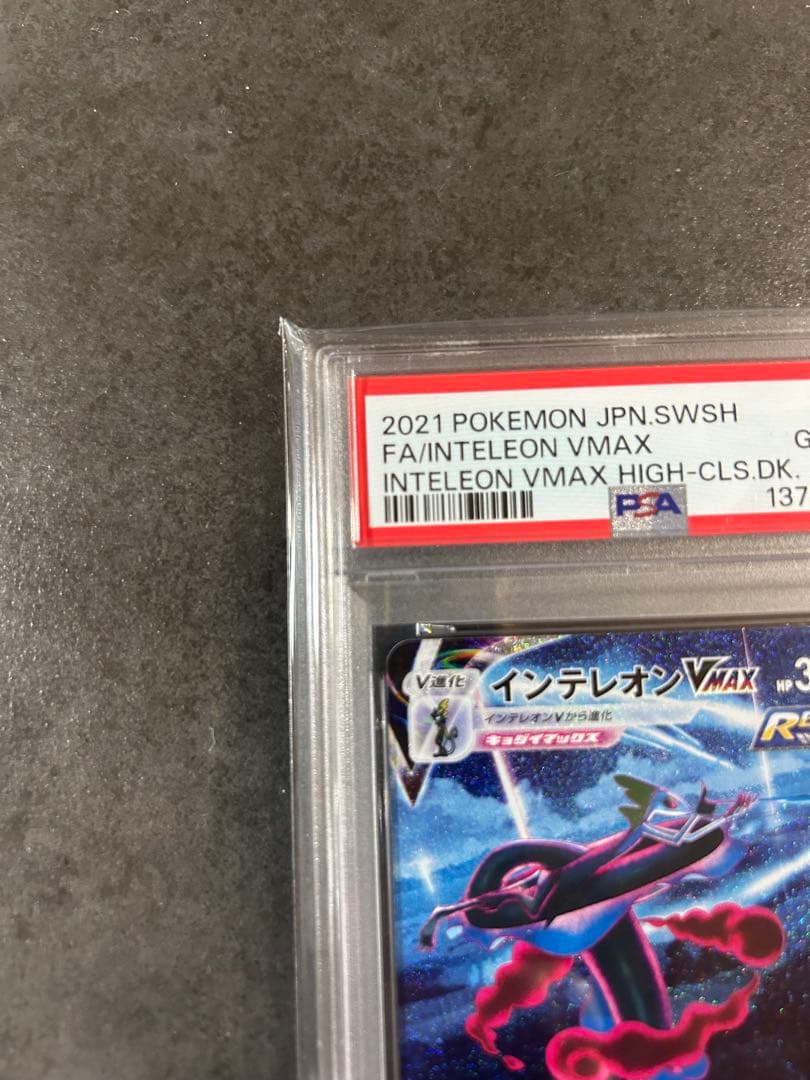 2021 POKEMON JPN.SWSH
FA/INTELEON VMAX
G
INTELEON VMAX HIGH-CLS.DK.
PSA
137
V進化
インテレオンVMAX
HP 3
インテレオンVから進化
キョダイマックス
R